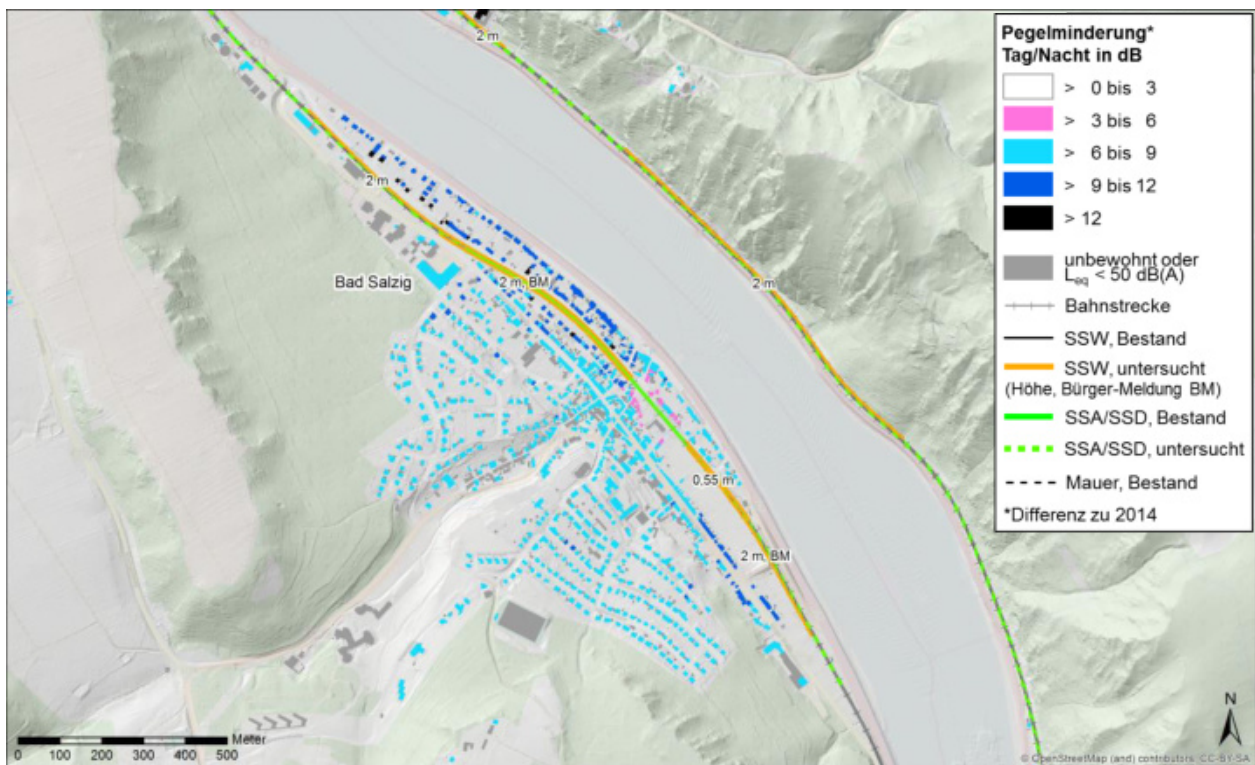 2 m
2 m
2 m
Bad Salzig
2 m, BM
2 m
0,55 m
2 m, BM
Pegelminderung*
Tag/Nacht in dB
> 0 bis 3
> 3 bis 6
> 6 bis 9
> 9 bis 12
> 12
unbewohnt oder
Leq < 50 dB(A)
Bahnstrecke
SSW, Bestand
SSW, untersucht
(Höhe, Bürger-Meldung BM)
SSA/SSD, Bestand
SSA/SSD, untersucht
Mauer, Bestand
*Differenz zu 2014
N
Meter
0 100 200 300 400 500
© OpenStreetMap (and) contributors, CC-BY-SA